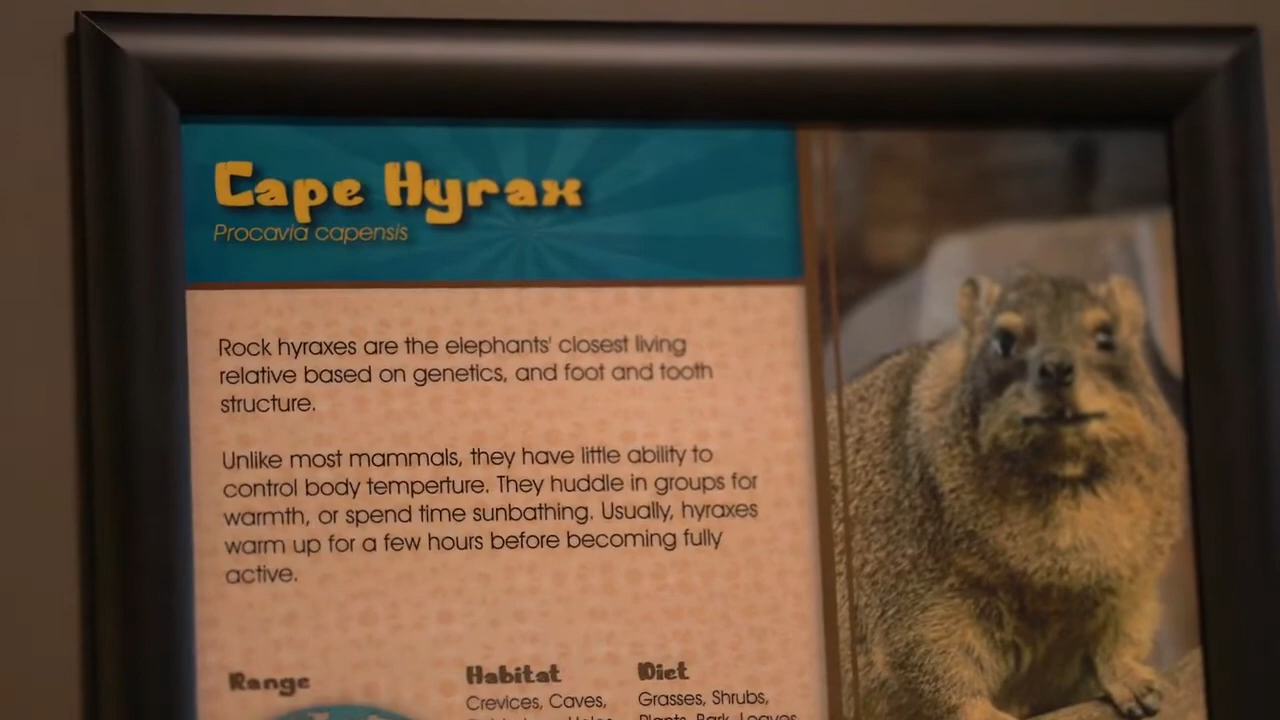 Cape Hyrax
Procavia capensis
Rock hyraxes are the elephants' closest living
relative based on genetics, and foot and tooth
structure.
Unlike most mammals, they have little ability to
control body temperture. They huddle in groups for
warmth, or spend time sunbathing. Usually, hyraxes
warm up for a few hours before becoming fully
active.
Range
Habitat
Crevices, Caves,
Diet
Grasses, Shrubs,
Plants, Bark, Leaves